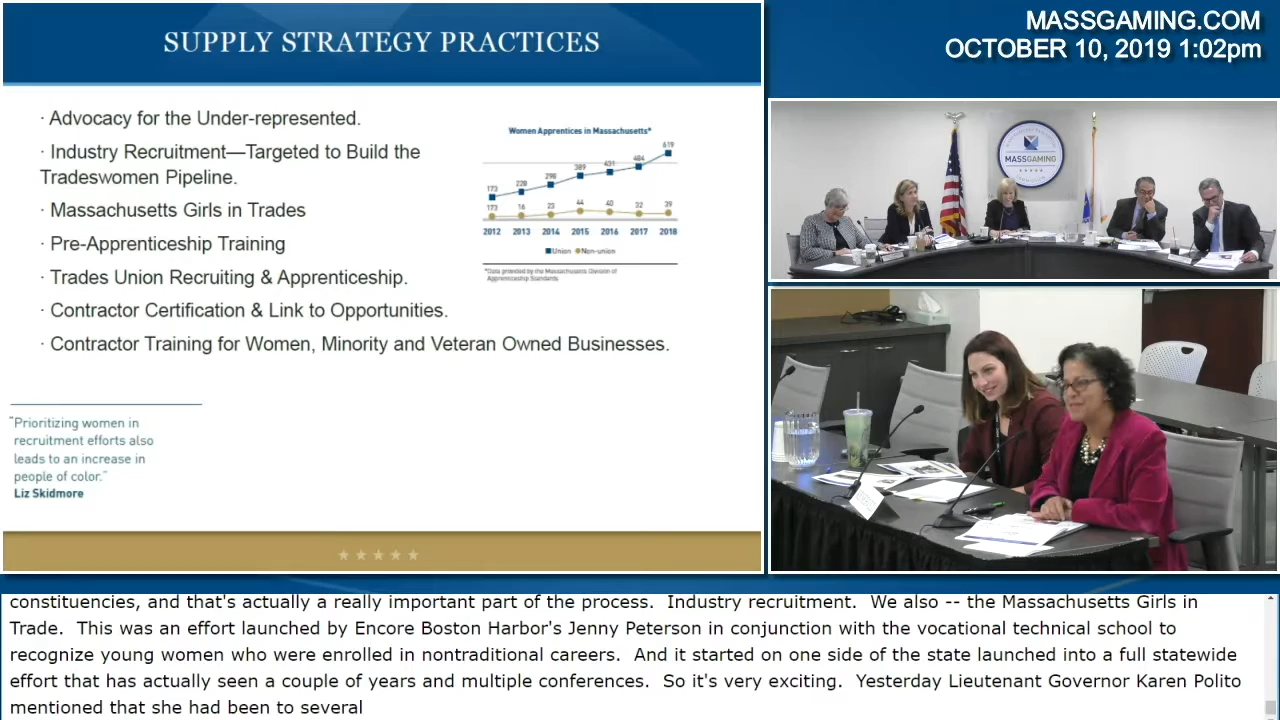 SUPPLY STRATEGY PRACTICES
MASSGAMING.COM
OCTOBER 10, 2019 1:02pm
· Advocacy for the Under-represented.
· Industry Recruitment—Targeted to Build the
Tradeswomen Pipeline.
· Massachusetts Girls in Trades
· Pre-Apprenticeship Training
· Trades Union Recruiting & Apprenticeship.
· Contractor Certification & Link to Opportunities.
· Contractor Training for Women, Minority and Veteran Owned Businesses.
Women Apprentices in Massachusetts*
173 228 298 389 431 484 619
173 16 23 44 40 32 39
2012 2013 2014 2015 2016 2017 2018
Union Non-union
*Data provided by the Massachusetts Division of
Apprenticeship Standards
"Prioritizing women in
recruitment efforts also
leads to an increase in
people of color."
Liz Skidmore
MASSGAMING
constituencies, and that's actually a really important part of the process. Industry recruitment. We also -- the Massachusetts Girls in
Trade. This was an effort launched by Encore Boston Harbor's Jenny Peterson in conjunction with the vocational technical school to
recognize young women who were enrolled in nontraditional careers. And it started on one side of the state launched into a full statewide
effort that has actually seen a couple of years and multiple conferences. So it's very exciting. Yesterday Lieutenant Governor Karen Polito
mentioned that she had been to several